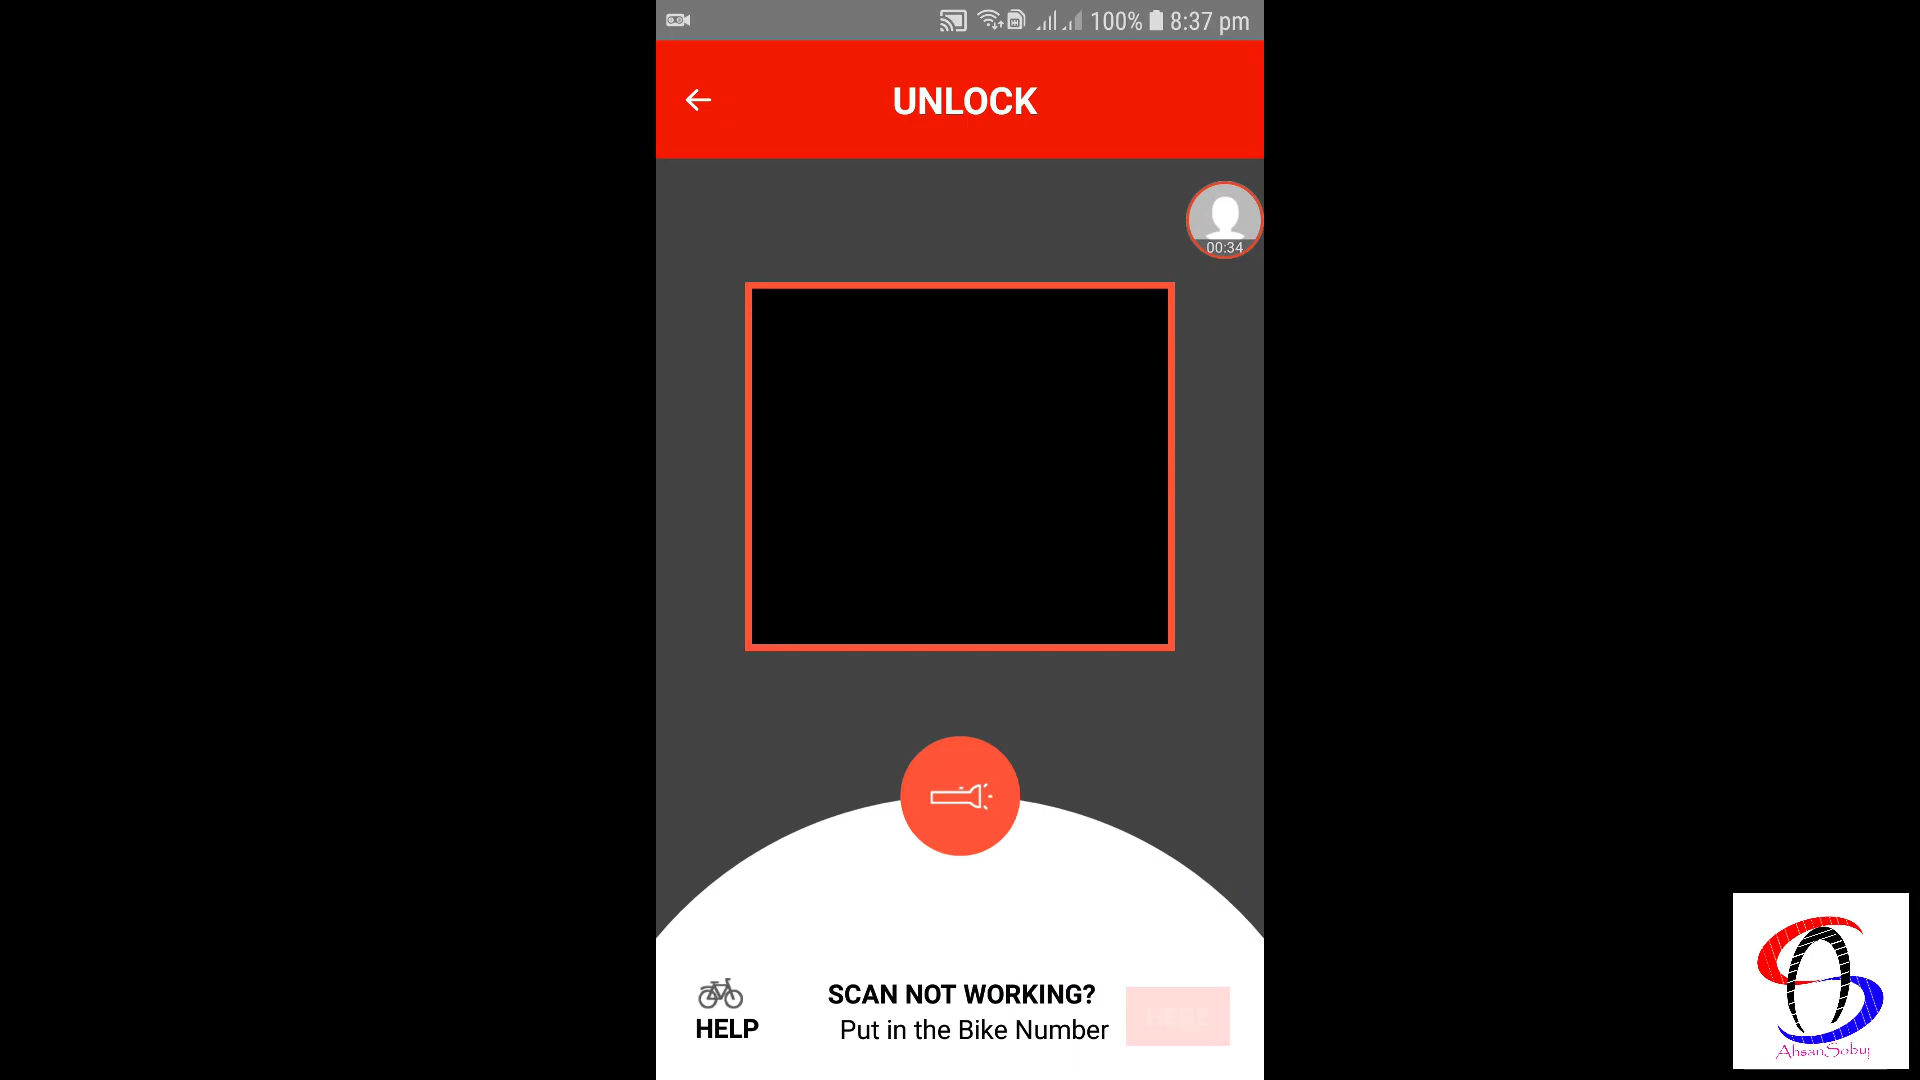 100% 8:37 pm
UNLOCK
00:34
SCAN NOT WORKING?
HELP
Put in the Bike Number
AhsanSobuj